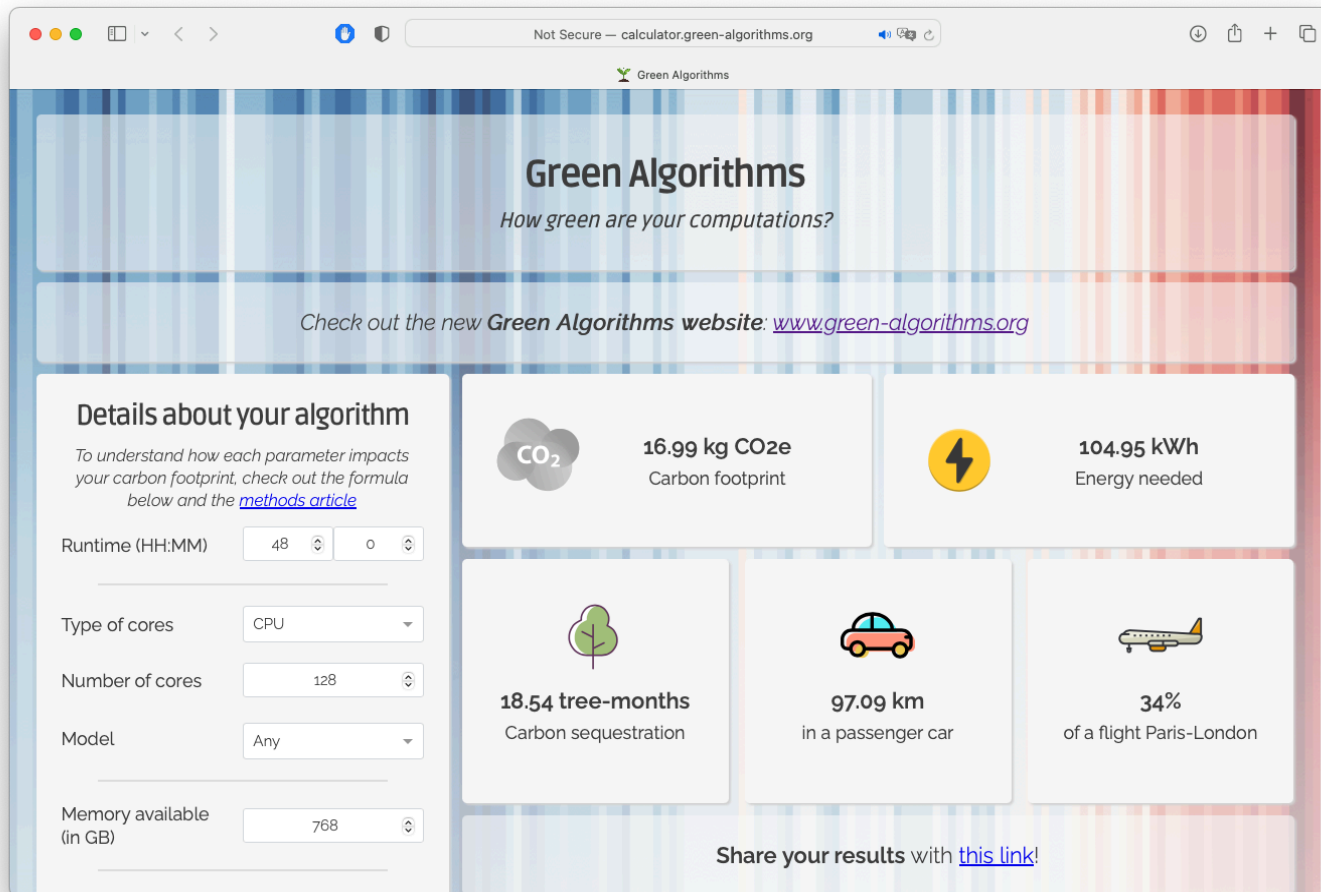 Not Secure — calculator.green-algorithms.org
Green Algorithms
Green Algorithms
How green are your computations?
Check out the new Green Algorithms website: www.green-algorithms.org
Details about your algorithm
To understand how each parameter impacts
your carbon footprint, check out the formula
below and the methods article
Runtime (HH:MM)
48
0
Type of cores
CPU
Number of cores
128
Model
Any
Memory available
(in GB)
768
CO2
16.99 kg CO2e
Carbon footprint
104.95 kWh
Energy needed
18.54 tree-months
Carbon sequestration
97.09 km
in a passenger car
34%
of a flight Paris-London
Share your results with this link!